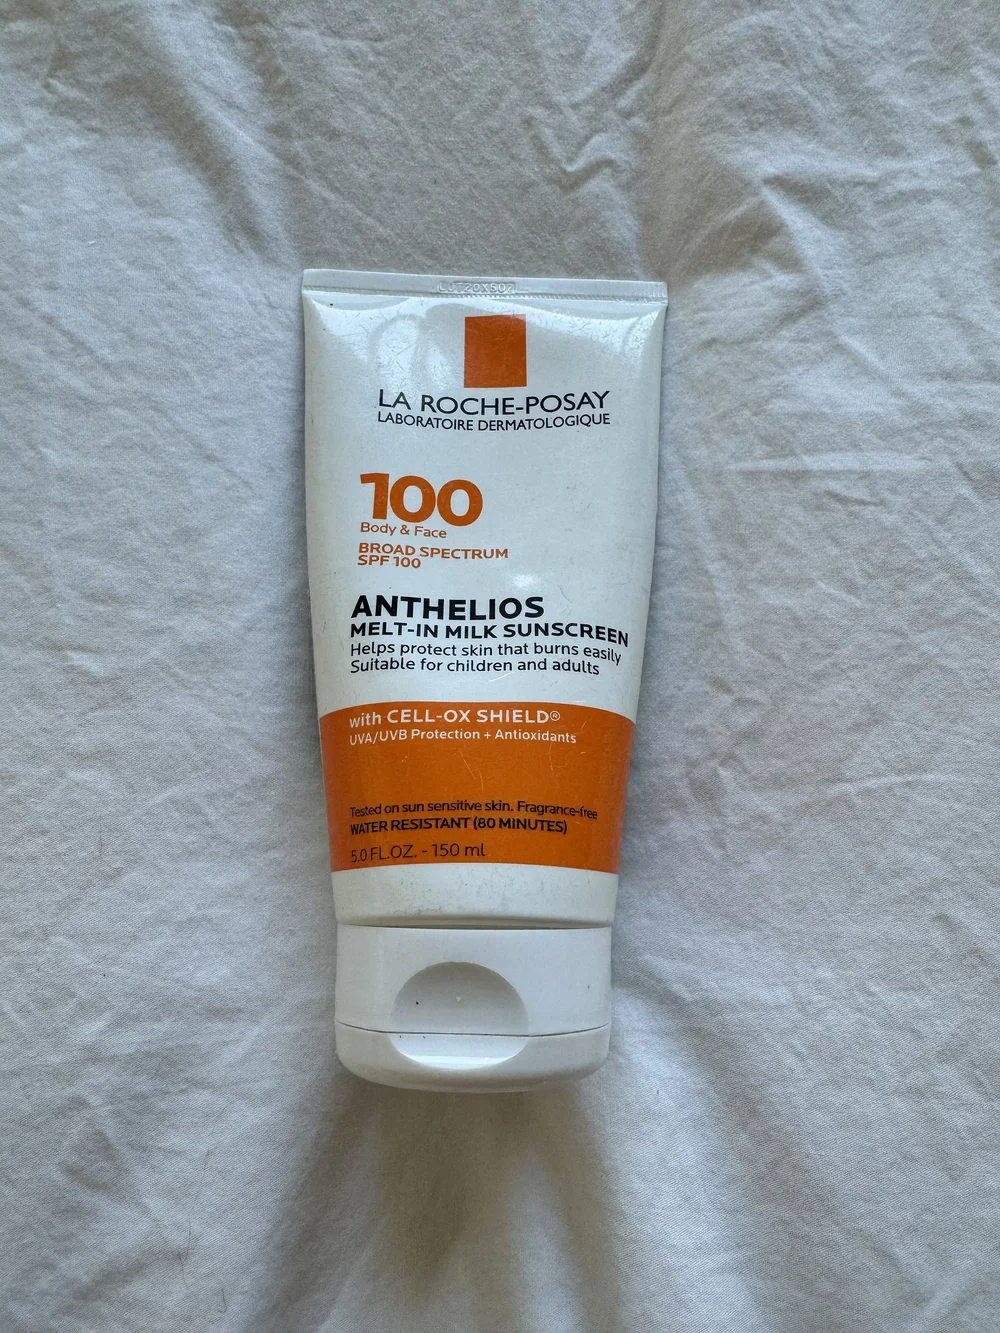 LA ROCHE-POSAY
LABORATOIRE DERMATOLOGIQUE
100
Body & Face
BROAD SPECTRUM
SPF 100
ANTHELIOS
MELT-IN MILK SUNSCREEN
Helps protect skin that burns easily
Suitable for children and adults
with CELL-OX SHIELD®
UVA/UVB Protection + Antioxidants
Tested on sun sensitive skin. Fragrance-free
WATER RESISTANT (80 MINUTES)
5.0 FL.OZ. - 150 ml